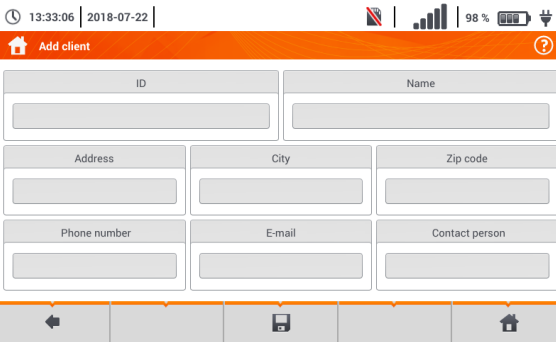 13:33:06 2018-07-22 98 %
Add client ?
ID Name
Address City Zip code
Phone number E-mail Contact person